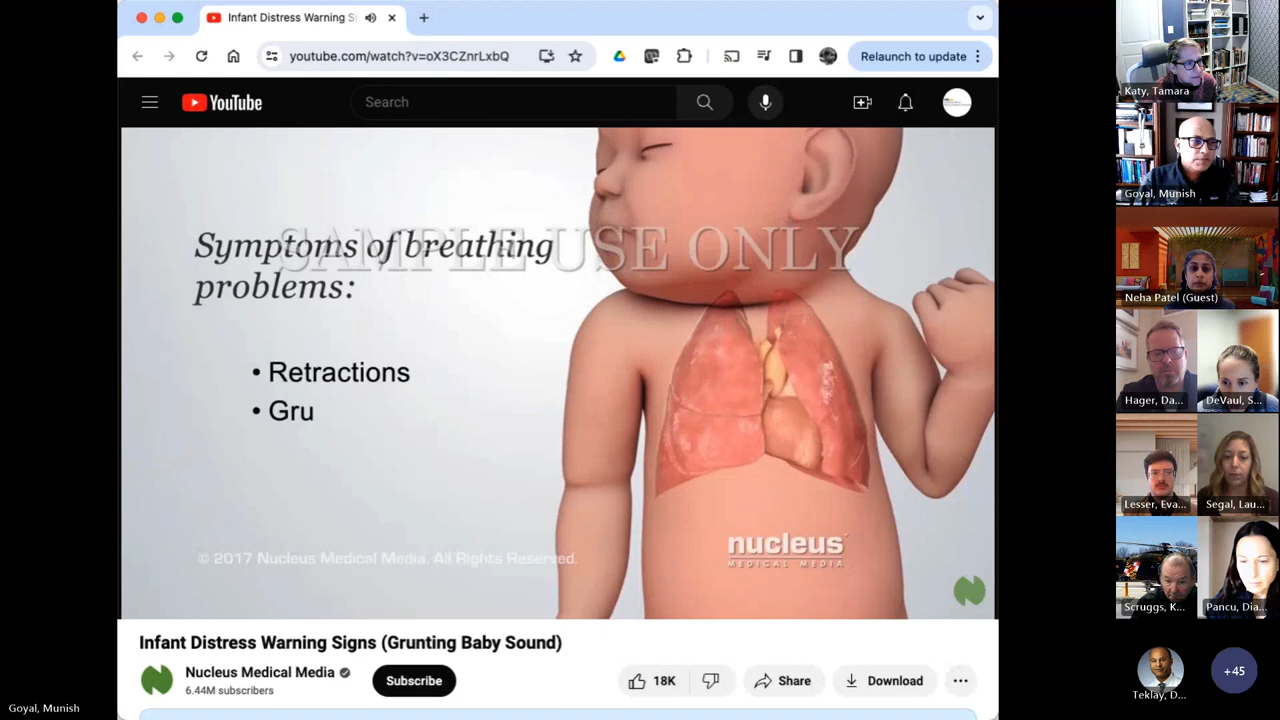 Infant Distress Warning Si
youtube.com/watch?v=oX3CZnrLxbQ
Relaunch to update
YouTube
Search
Symptoms of breathing
problems:
SAMPLE USE ONLY
• Retractions
• Gru
© 2017 Nucleus Medical Media. All Rights Reserved.
nucleus
MEDICAL MEDIA
Infant Distress Warning Signs (Grunting Baby Sound)
Nucleus Medical Media
6.44M subscribers
Subscribe
18K
Share
Download
Katy, Tamara
Goyal, Munish
Neha Patel (Guest)
Hager, Da...
DeVaul, S...
Lesser, Eva...
Segal, Lau...
Scruggs, K...
Pancu, Dia...
Teklay, D...
+45
Goyal, Munish